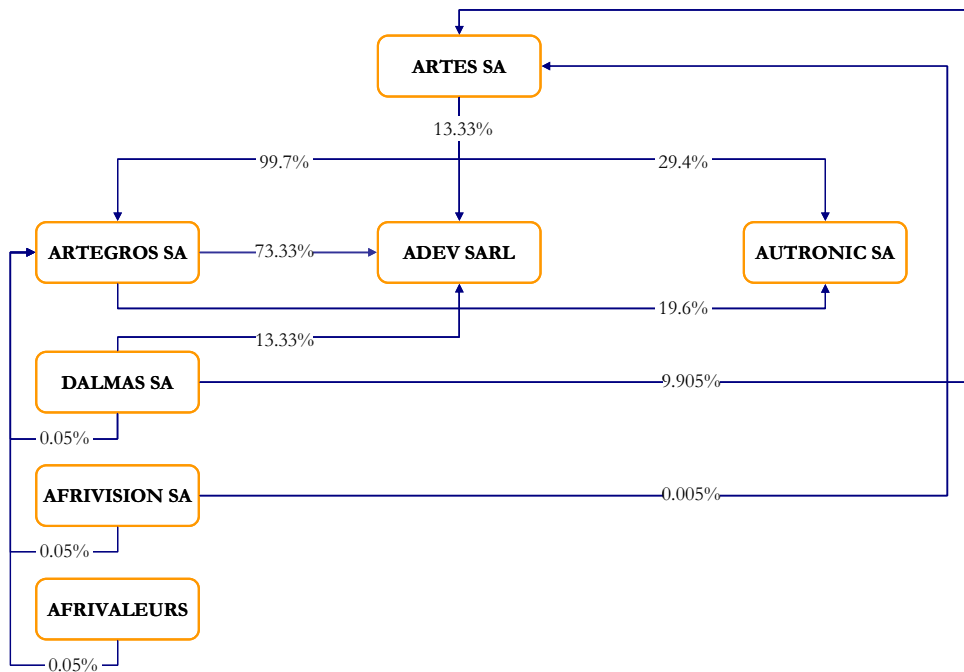 ARTES SA
13.33%
99.7%
29.4%
ARTEGROS SA
73.33%
ADEV SARL
AUTRONIC SA
19.6%
13.33%
DALMAS SA
9.905%
0.05%
AFRIVISION SA
0.005%
0.05%
AFRIVALEURS
0.05%